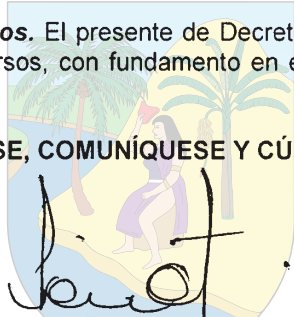 os. El presente de Decret
rsos, con fundamento en e
SE, COMUNÍQUESE Y CÚ